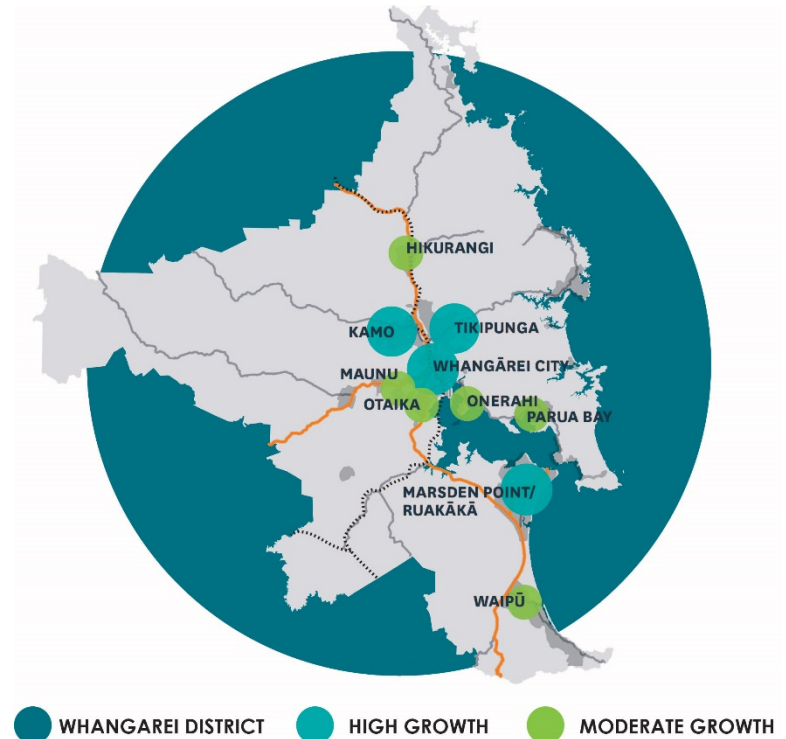 HIKURANGI
KAMO
TIKIPUNGA
WHANGĀREI CITY
MAUNU
OTAIKA
ONERAHI
PARUA BAY
MARSDEN POINT/
RUAKĀKĀ
WAIPŪ
WHANGAREI DISTRICT
HIGH GROWTH
MODERATE GROWTH